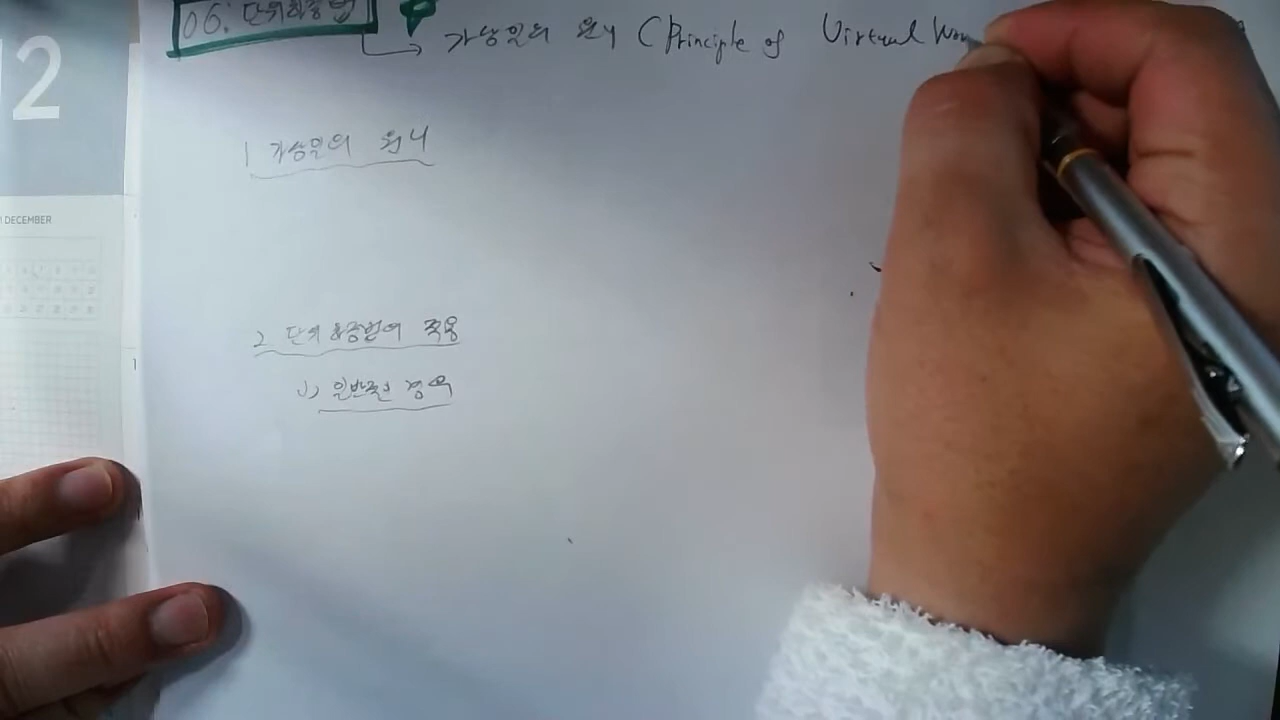 12
06. 단위하중법
가상일의 원리 (Principle of Virtual Wor
1 가상일의 원리
DECEMBER
2. 단위하중법의 적용
1) 일반적인 경우
1